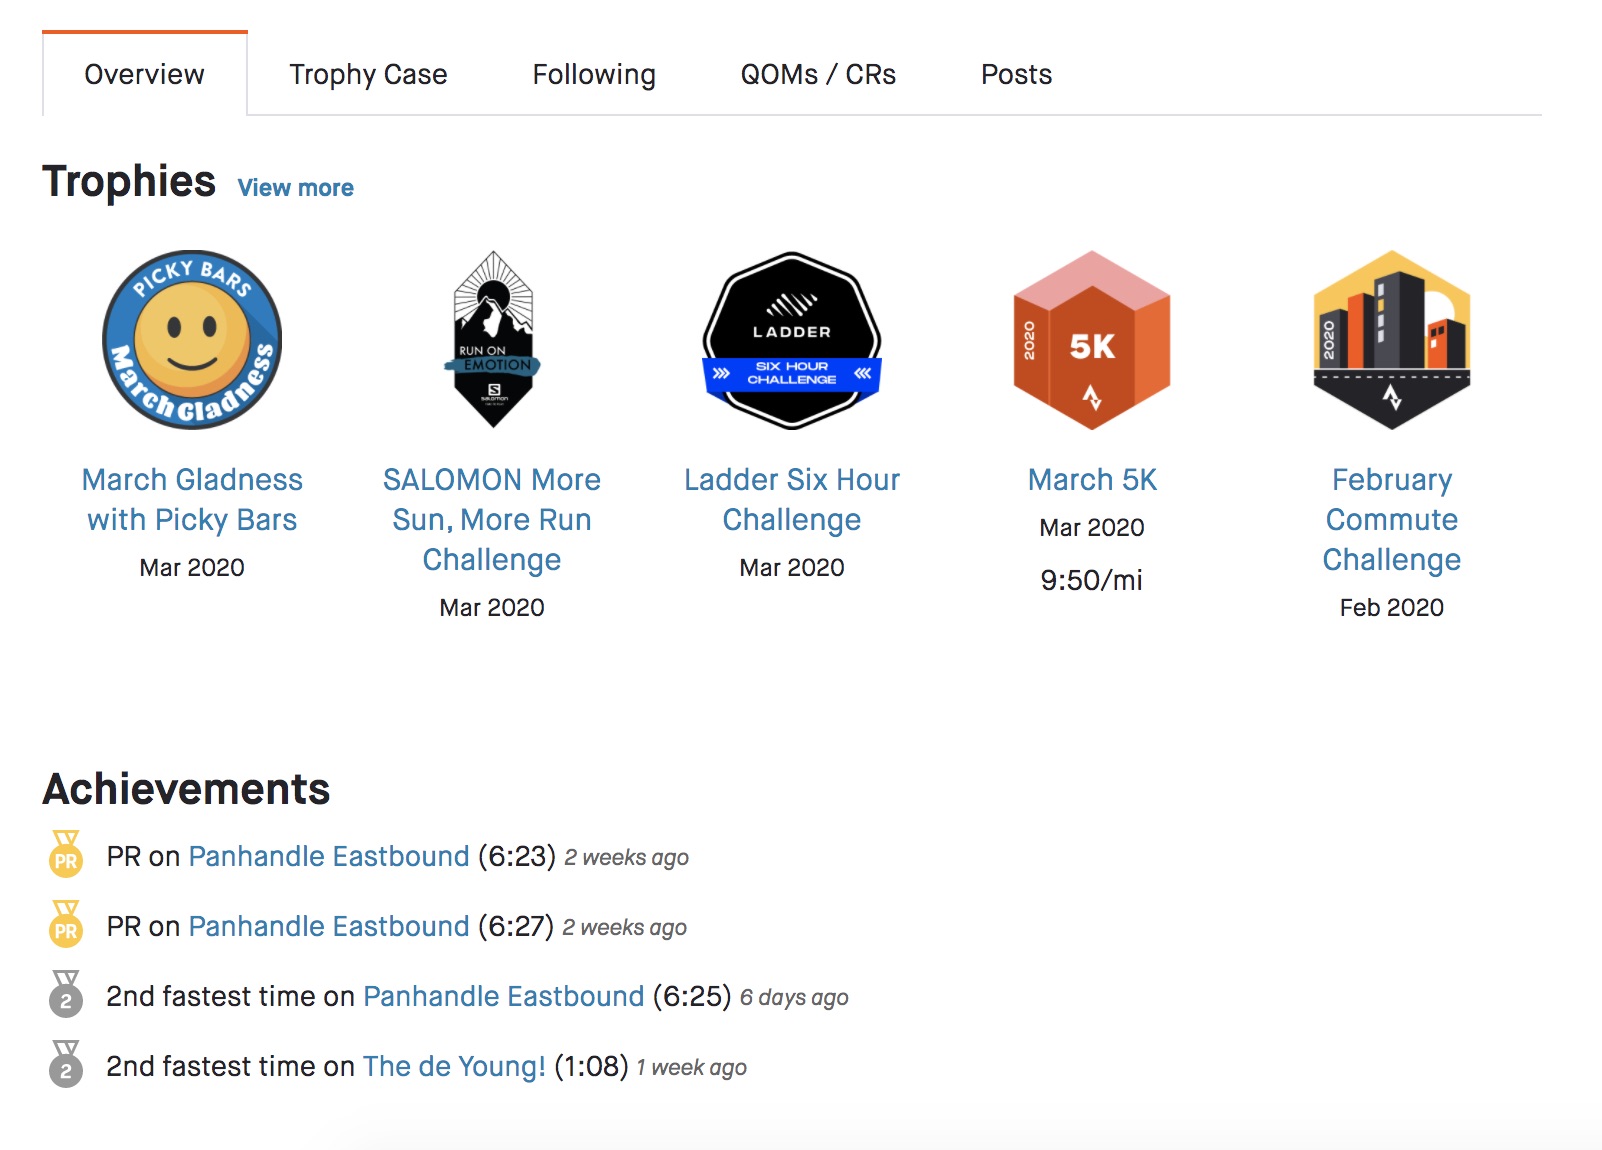 Overview Trophy Case Following QOMs / CRs Posts
Trophies View more
PICKY BARS
March Gladness
RUN ON
EMOTION
S
salomon
LADDER
SIX HOUR
CHALLENGE
2020
5K
2020
March Gladness
with Picky Bars
Mar 2020
SALOMON More
Sun, More Run
Challenge
Mar 2020
Ladder Six Hour
Challenge
Mar 2020
March 5K
Mar 2020
9:50/mi
February
Commute
Challenge
Feb 2020
Achievements
PR PR on Panhandle Eastbound (6:23) 2 weeks ago
PR PR on Panhandle Eastbound (6:27) 2 weeks ago
2 2nd fastest time on Panhandle Eastbound (6:25) 6 days ago
2 2nd fastest time on The de Young! (1:08) 1 week ago